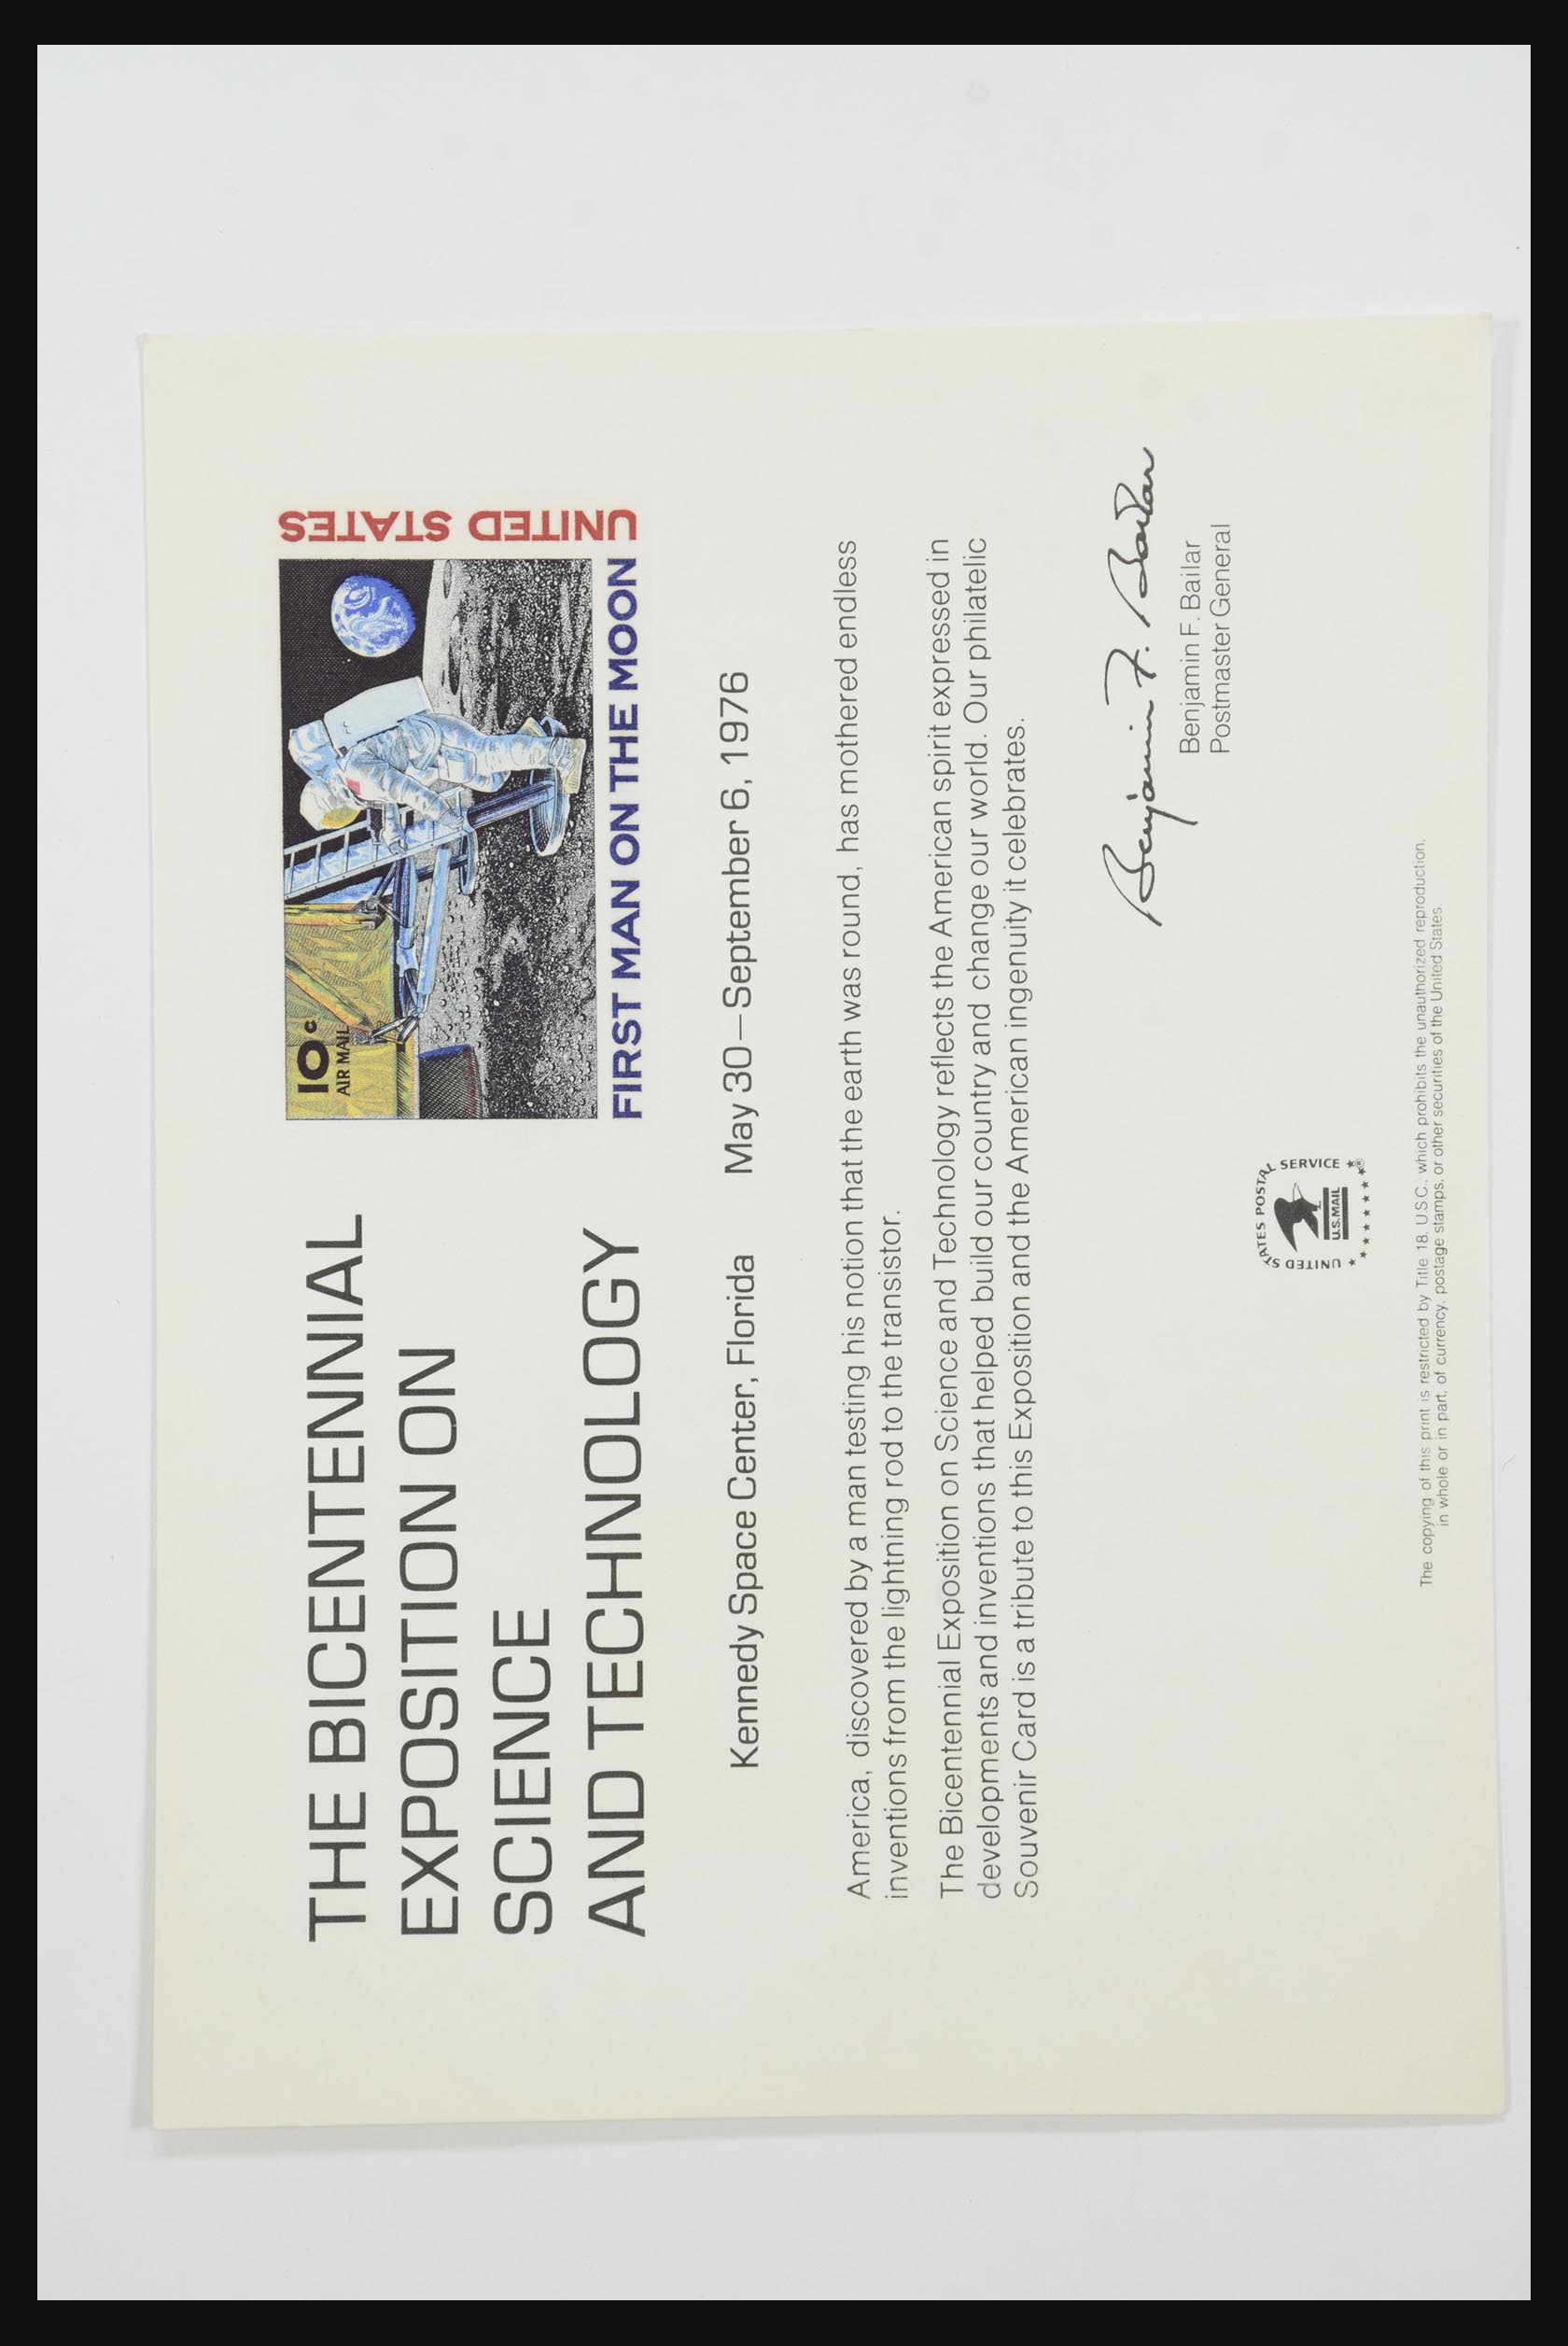 THE BICENTENNIAL
EXPOSITION ON
SCIENCE
AND TECHNOLOGY
10c
AIR MAIL
UNITED STATES
FIRST MAN ON THE MOON
Kennedy Space Center, Florida May 30–September 6, 1976
America, discovered by a man testing his notion that the earth was round, has mothered endless
inventions from the lightning rod to the transistor.
The Bicentennial Exposition on Science and Technology reflects the American spirit expressed in
developments and inventions that helped build our country and change our world. Our philatelic
Souvenir Card is a tribute to this Exposition and the American ingenuity it celebrates.
Benjamin F. Bailar
Benjamin F. Bailar
Postmaster General
UNITED STATES POSTAL SERVICE
U.S.MAIL
®
The copying of this print is restricted by Title 18, U.S.C., which prohibits the unauthorized reproduction,
in whole or in part, of currency, postage stamps, or other securities of the United States.